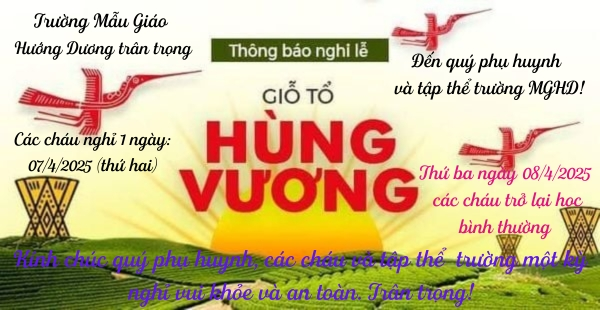 Trường Mẫu Giáo
Hướng Dương trân trọng
Thông báo nghỉ lễ
Đến quý phụ huynh
và tập thể trường MGHD!
GIỖ TỔ
HÙNG
VƯƠNG
Các cháu nghỉ 1 ngày:
07/4/2025 (thứ hai)
Thứ ba ngày 08/4/2025
các cháu trở lại học
bình thường
Kính chúc quý phụ huynh, các cháu và tập thể trường một kỳ
nghỉ vui khỏe và an toàn. Trân trọng!